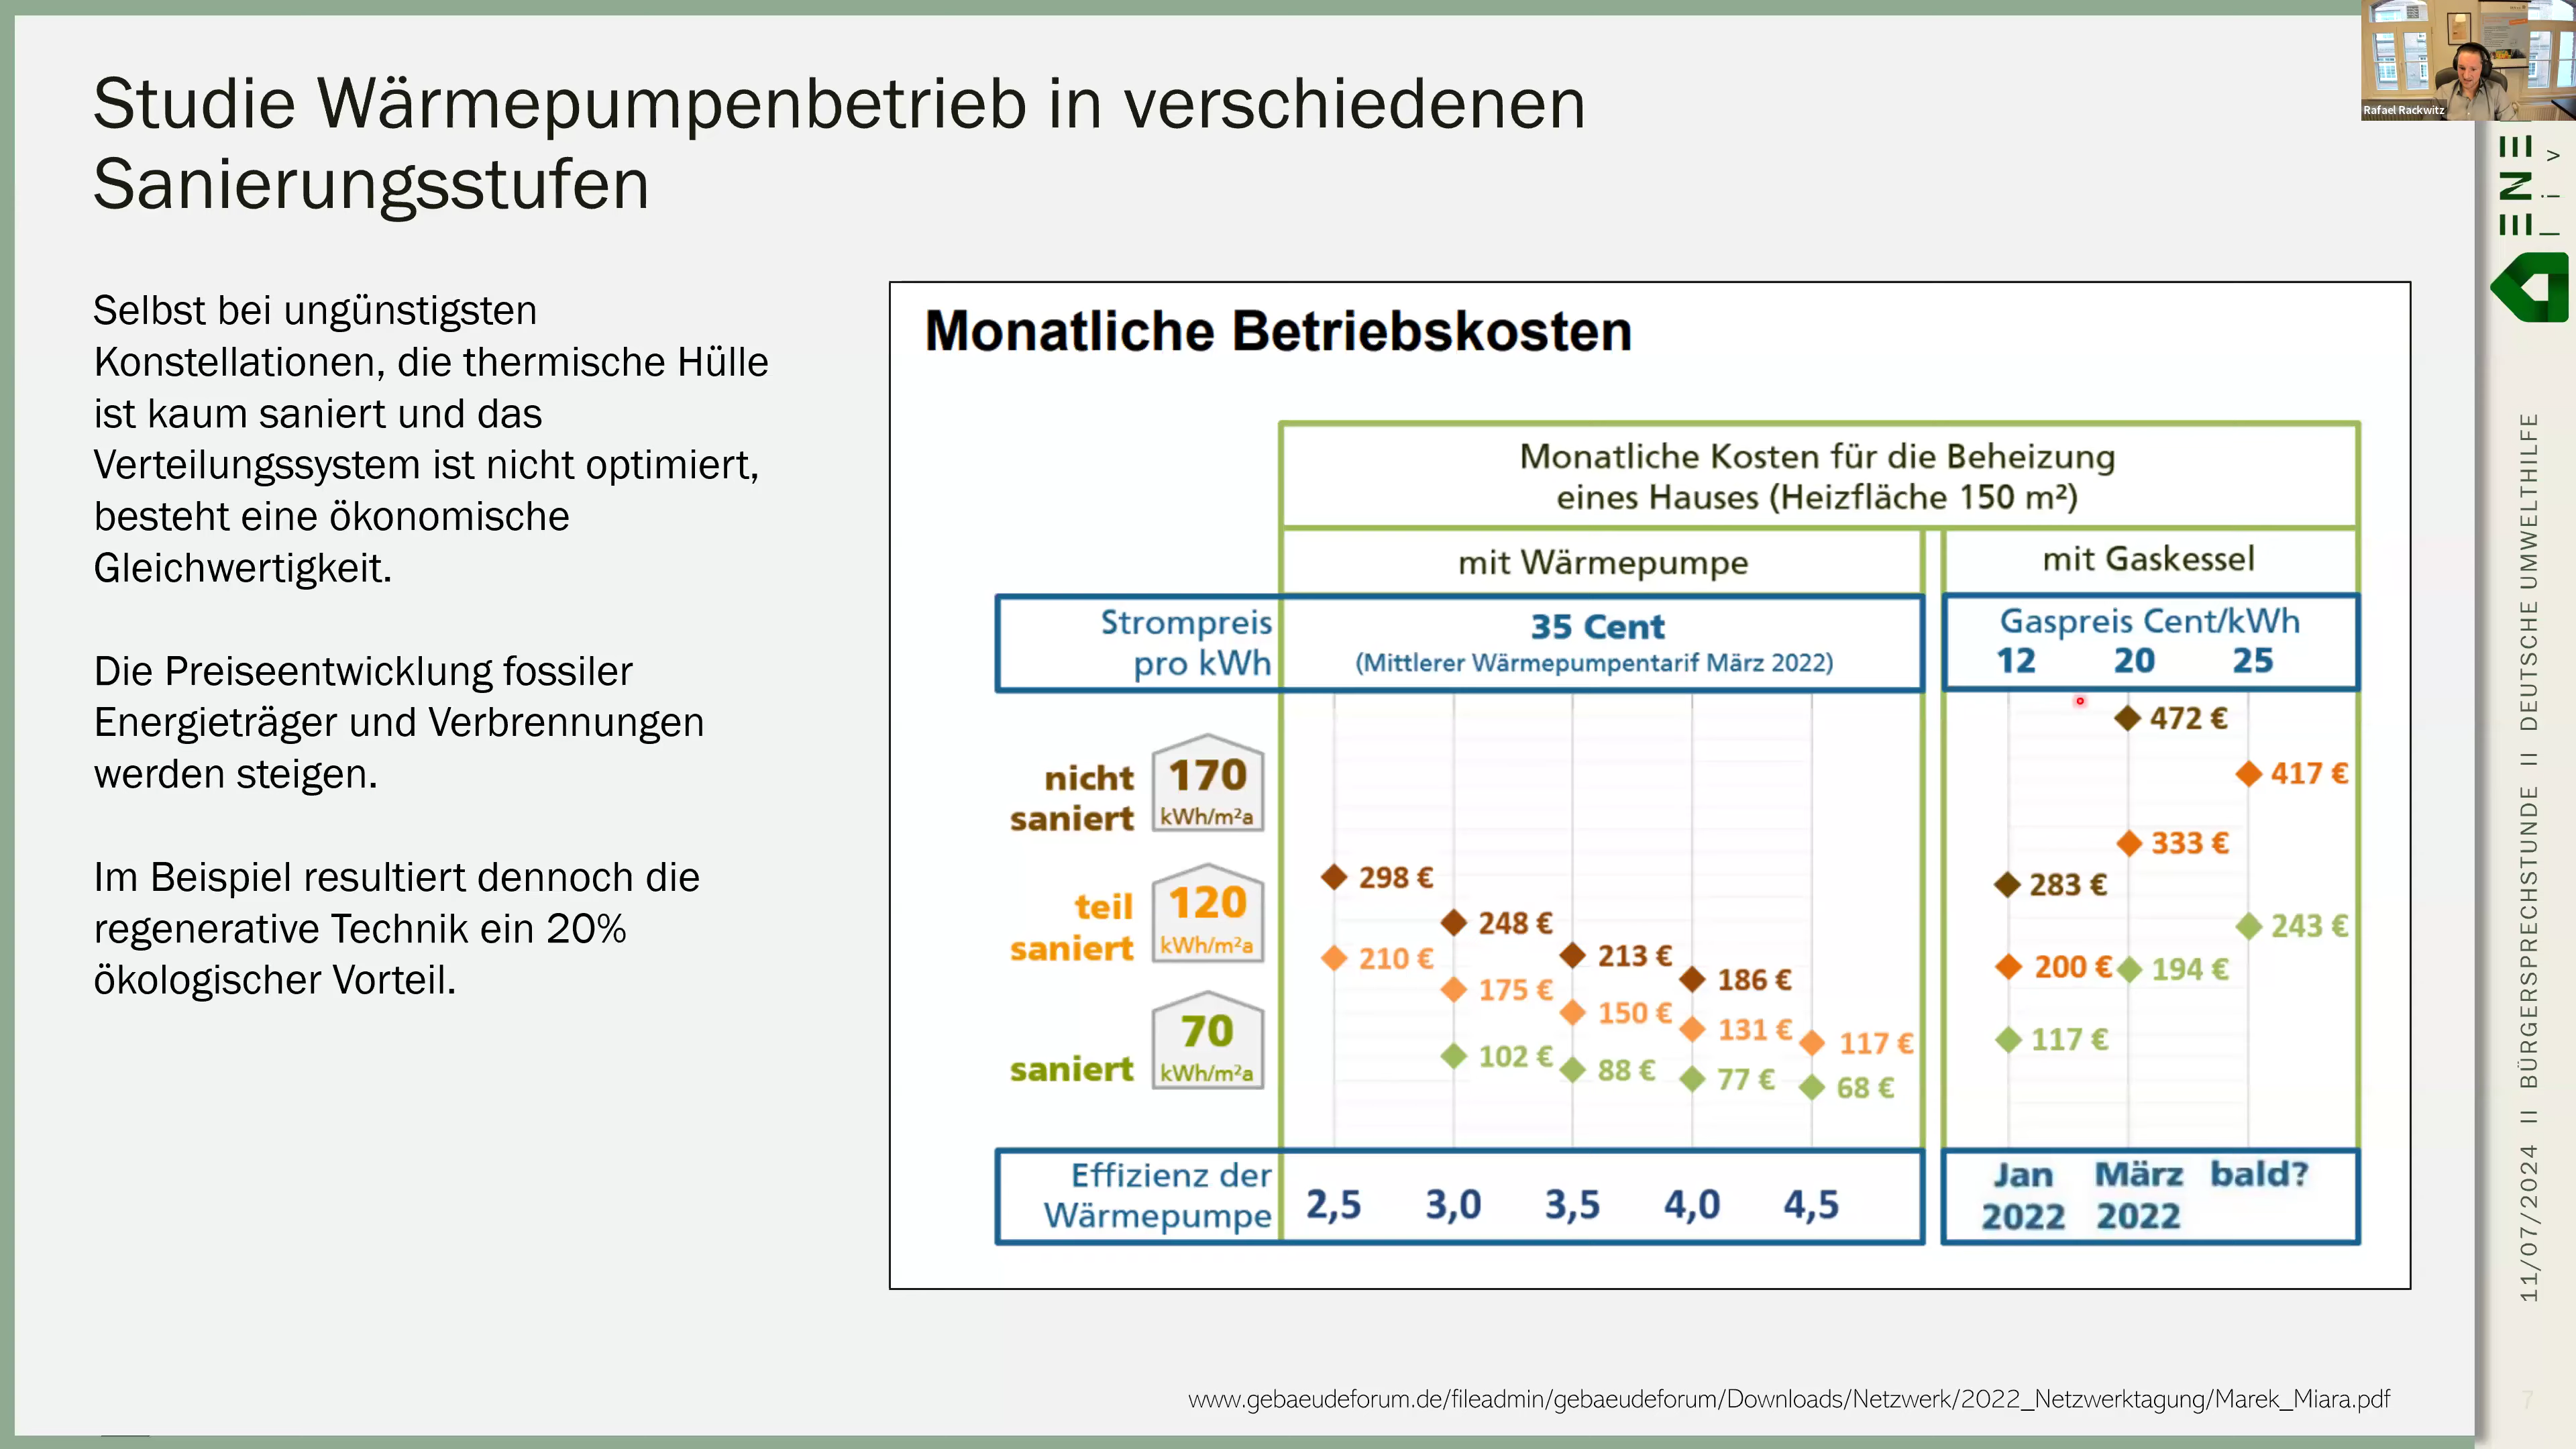 Studie Wärmepumpenbetrieb in verschiedenen
Sanierungsstufen
Selbst bei ungünstigsten
Konstellationen, die thermische Hülle
ist kaum saniert und das
Verteilungssystem ist nicht optimiert,
besteht eine ökonomische
Gleichwertigkeit.
Die Preiseentwicklung fossiler
Energieträger und Verbrennungen
werden steigen.
Im Beispiel resultiert dennoch die
regenerative Technik ein 20%
ökologischer Vorteil.
Monatliche Betriebskosten
Monatliche Kosten für die Beheizung
eines Hauses (Heizfläche 150 m²)
mit Wärmepumpe
mit Gaskessel
Strompreis
pro kWh
35 Cent
(Mittlerer Wärmepumpentarif März 2022)
Gaspreis Cent/kWh
12 20 25
nicht
saniert
170
kWh/m²a
teil
saniert
120
kWh/m²a
saniert
70
kWh/m²a
298 €
248 €
213 €
186 €
210 €
175 €
150 €
131 €
117 €
102 €
88 €
77 €
68 €
472 €
417 €
333 €
283 €
243 €
200 €
194 €
117 €
Effizienz der
Wärmepumpe
2,5 3,0 3,5 4,0 4,5
Jan März bald?
2022 2022
www.gebaeudeforum.de/fileadmin/gebaeudeforum/Downloads/Netzwerk/2022_Netzwerktagung/Marek_Miara.pdf
Rafael Rackwitz
ENE
liv
11/07/2024 II BÜRGERSPRECHSTUNDE II DEUTSCHE UMWELTHILFE
7